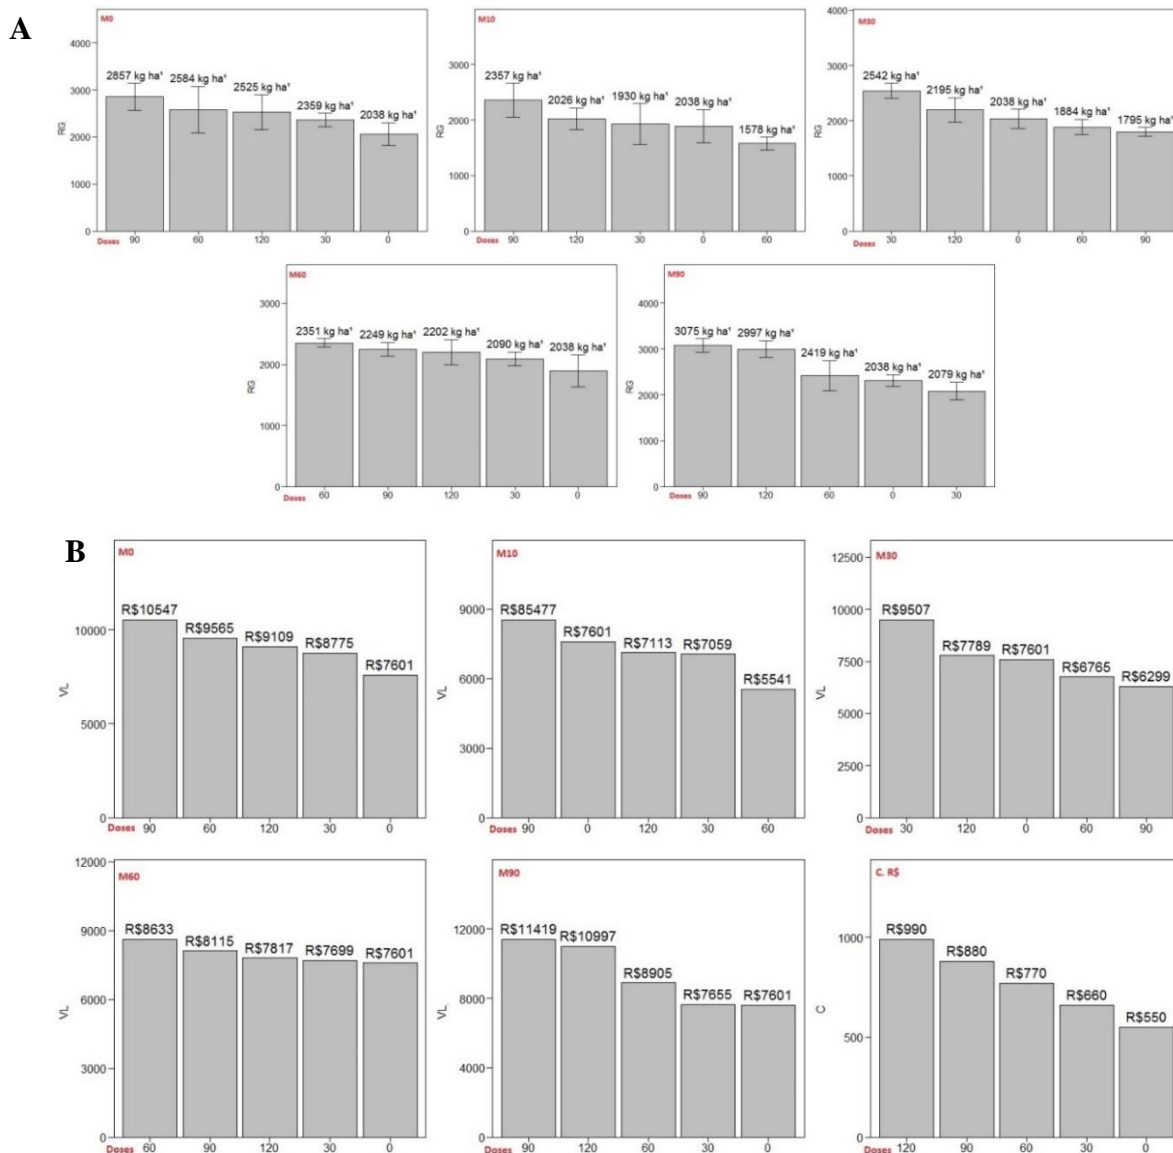 A
M0
4000
3000
2000
1000
0
RG
2857 kg ha¹
2584 kg ha¹
2525 kg ha¹
2359 kg ha¹
2038 kg ha¹
Doses
90
60
120
30
0
M10
3000
2000
1000
0
RG
2357 kg ha¹
2026 kg ha¹
1930 kg ha¹
2038 kg ha¹
1578 kg ha¹
Doses
90
120
30
0
60
M30
4000
3000
2000
1000
0
RG
2542 kg ha¹
2195 kg ha¹
2038 kg ha¹
1884 kg ha¹
1795 kg ha¹
Doses
30
120
0
60
90
M60
3000
2000
1000
0
RG
2351 kg ha¹
2249 kg ha¹
2202 kg ha¹
2090 kg ha¹
2038 kg ha¹
Doses
60
90
120
30
0
M90
4000
3000
2000
1000
0
RG
3075 kg ha¹
2997 kg ha¹
2419 kg ha¹
2038 kg ha¹
2079 kg ha¹
Doses
90
120
60
0
30
B
M0
10000
5000
0
VL
R$10547
R$9565
R$9109
R$8775
R$7601
Doses
90
60
120
30
0
M10
9000
6000
3000
0
VL
R$85477
R$7601
R$7113
R$7059
R$5541
Doses
90
0
120
30
60
M30
12500
10000
7500
5000
2500
0
VL
R$9507
R$7789
R$7601
R$6765
R$6299
Doses
30
120
0
60
90
M60
12000
9000
6000
3000
0
VL
R$8633
R$8115
R$7817
R$7699
R$7601
Doses
60
90
120
30
0
M90
12000
8000
4000
0
VL
R$11419
R$10997
R$8905
R$7655
R$7601
Doses
90
120
60
30
0
C. R$
1000
500
0
C
R$990
R$880
R$770
R$660
R$550
Doses
120
90
60
30
0